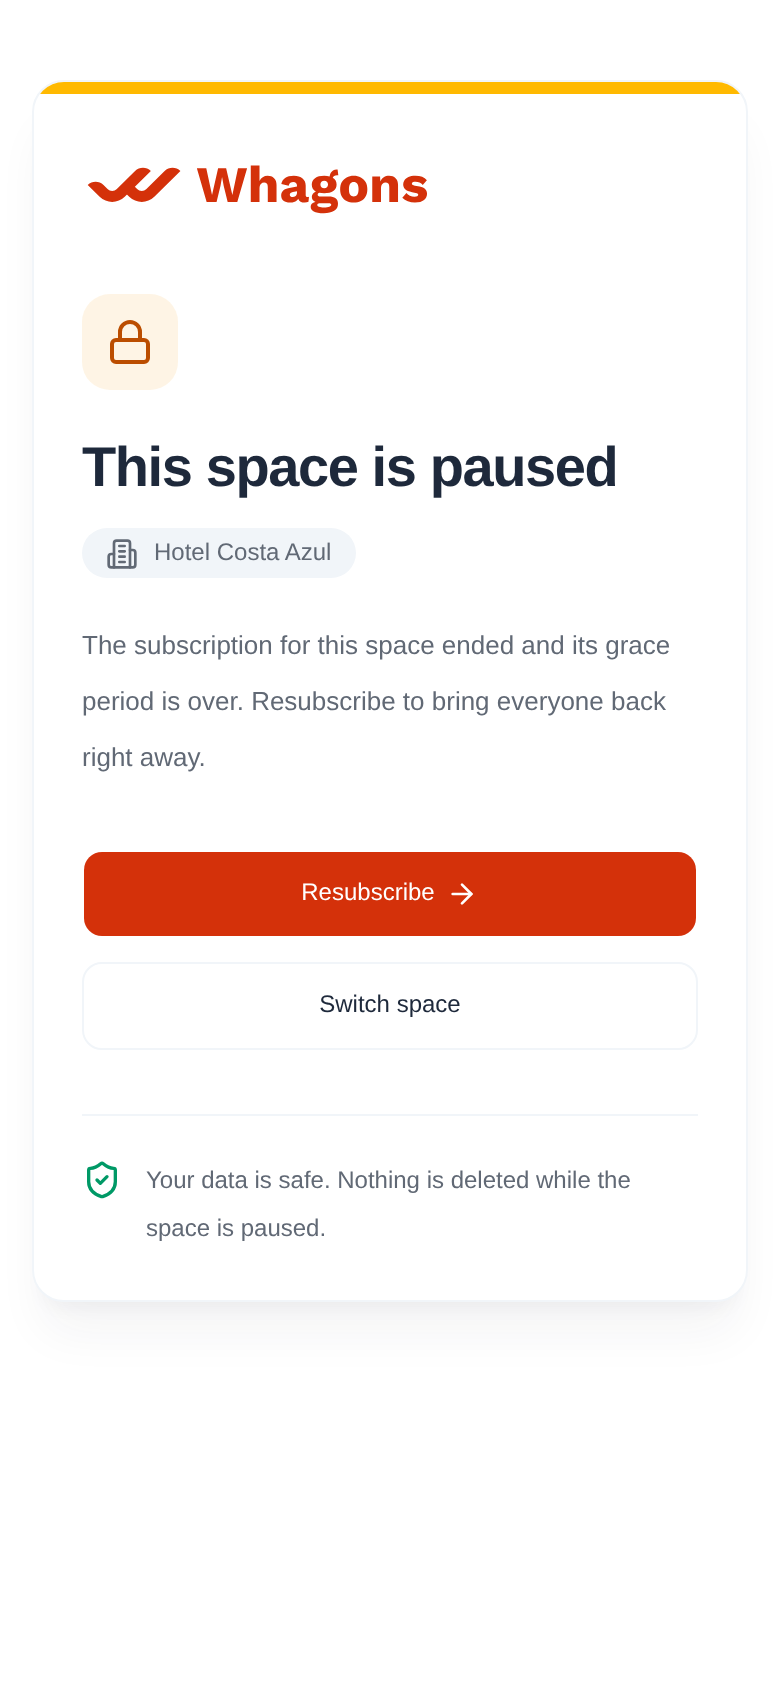 Whagons
This space is paused
Hotel Costa Azul
The subscription for this space ended and its grace
period is over. Resubscribe to bring everyone back
right away.
Resubscribe
Switch space
Your data is safe. Nothing is deleted while the
space is paused.